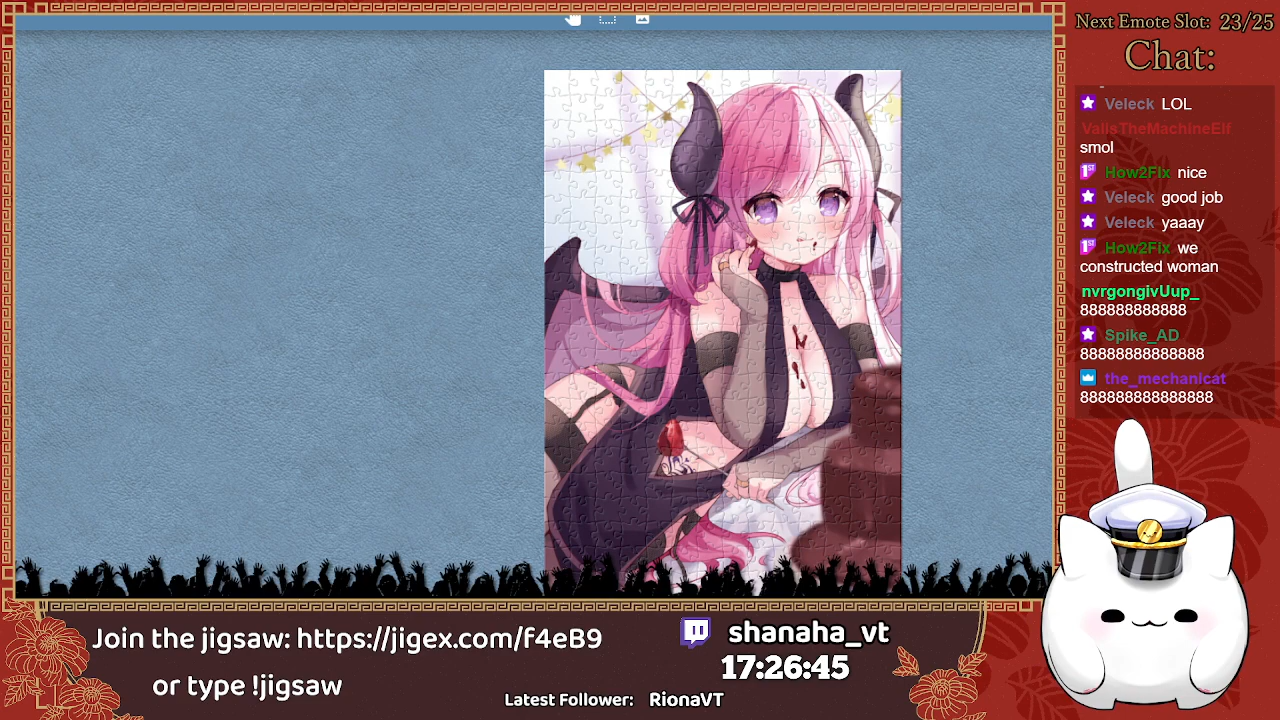 Next Emote Slot: 23/25
Chat:
Veleck LOL
VallsTheMachineElf
smol
How2Fix nice
Veleck good job
Veleck yaaay
How2Fix we
constructed woman
nvrgongivUup_
888888888888
Spike_AD
88888888888888
the_mechanicat
888888888888888
Join the jigsaw: https://jigex.com/f4eB9
or type !jigsaw
shanaha_vt
17:26:45
Latest Follower: RionaVT